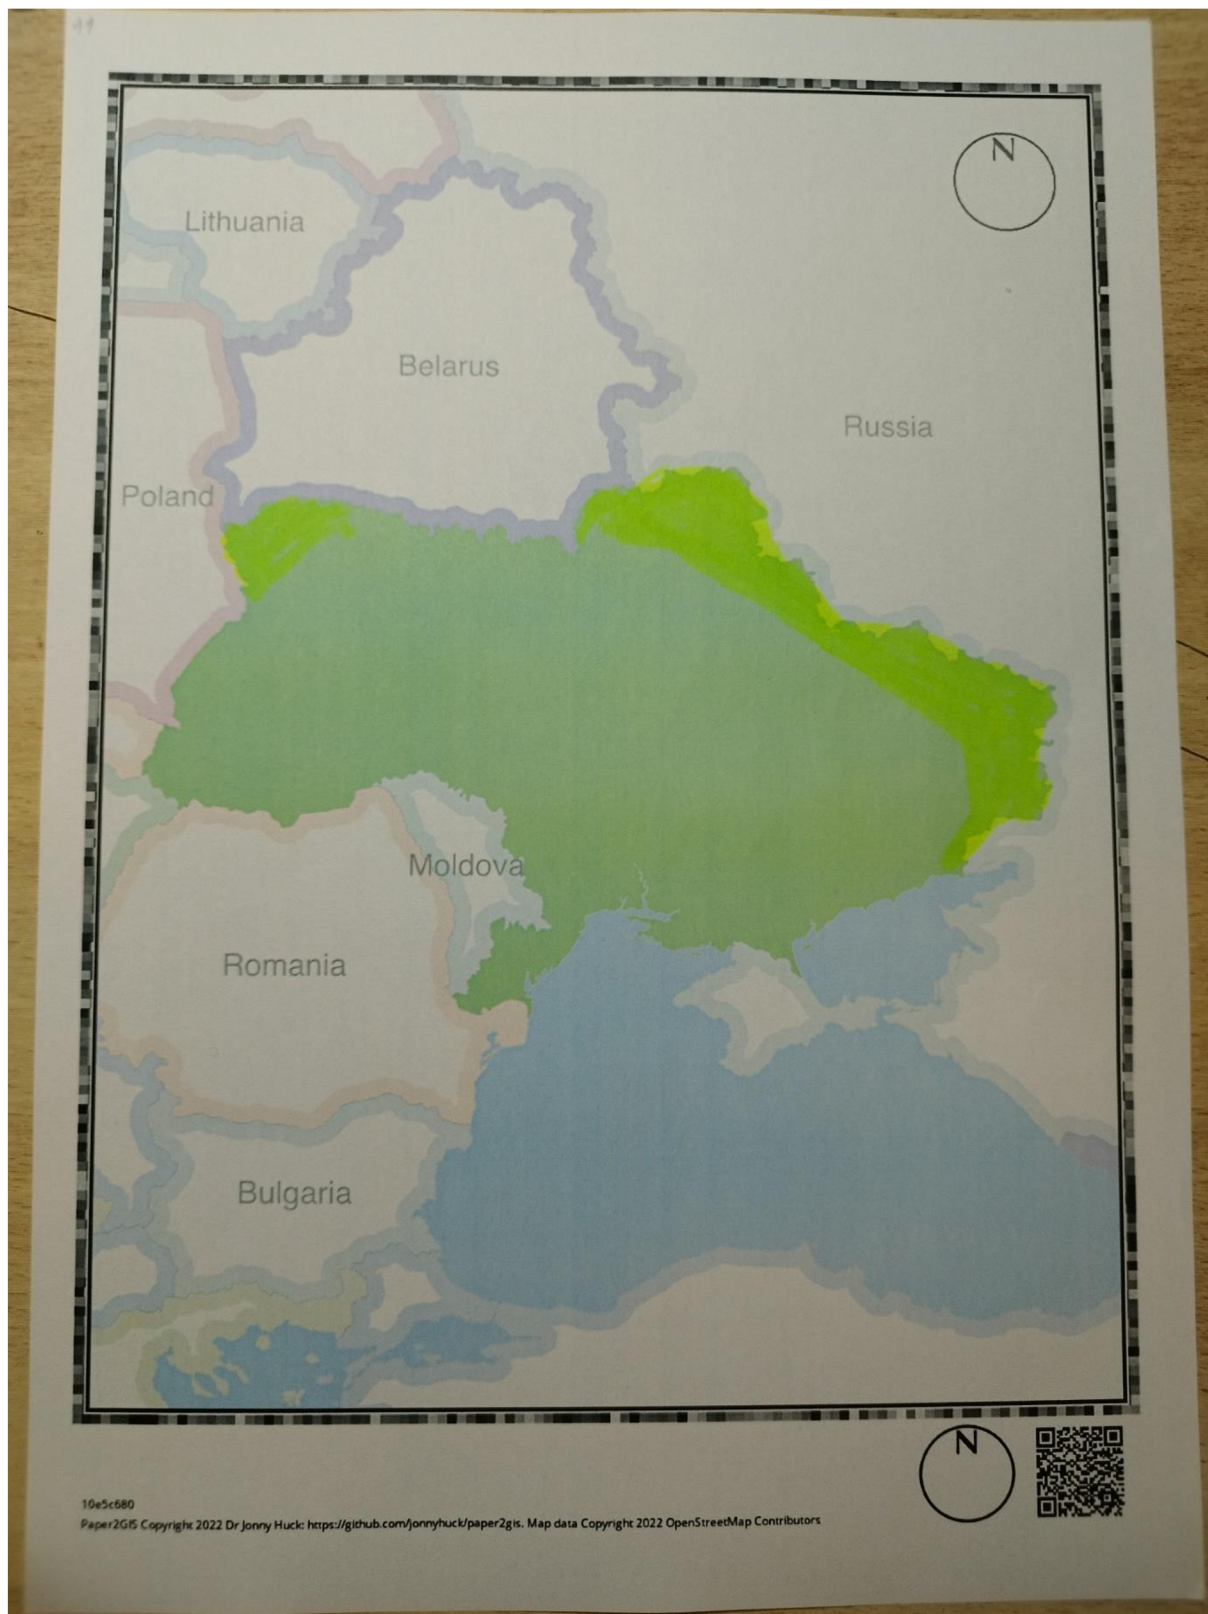 44
N
Lithuania
Belarus
Russia
Poland
Moldova
Romania
Bulgaria
N
10e5c680
Paper2GIS Copyright 2022 Dr Jonny Huck: https://github.com/jonnyhuck/paper2gis. Map data Copyright 2022 OpenStreetMap Contributors